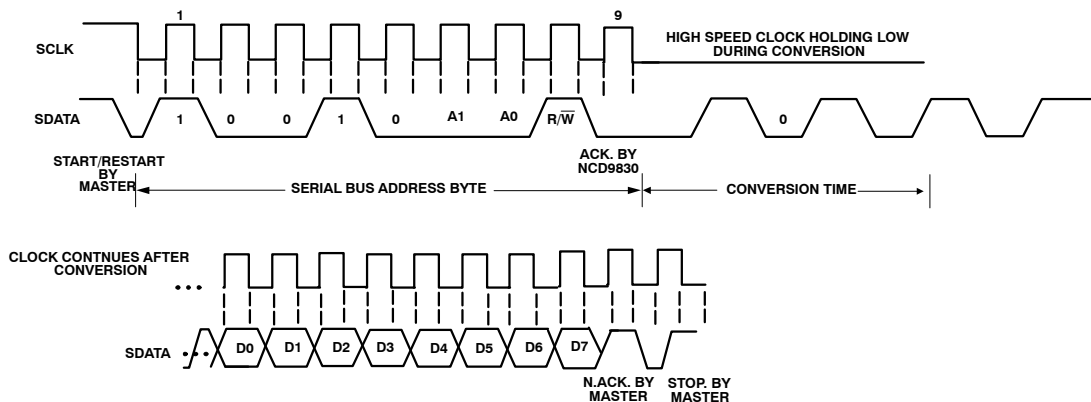 1
9
SCLK
HIGH SPEED CLOCK HOLDING LOW
DURING CONVERSION
SDATA
1 0 0 1 0 A1 A0 R/W̅ 0
START/RESTART
BY
MASTER
ACK. BY
NCD9830
SERIAL BUS ADDRESS BYTE
CONVERSION TIME
CLOCK CONTNUES AFTER
CONVERSION
SDATA
D0 D1 D2 D3 D4 D5 D6 D7
N.ACK. BY
MASTER
STOP. BY
MASTER